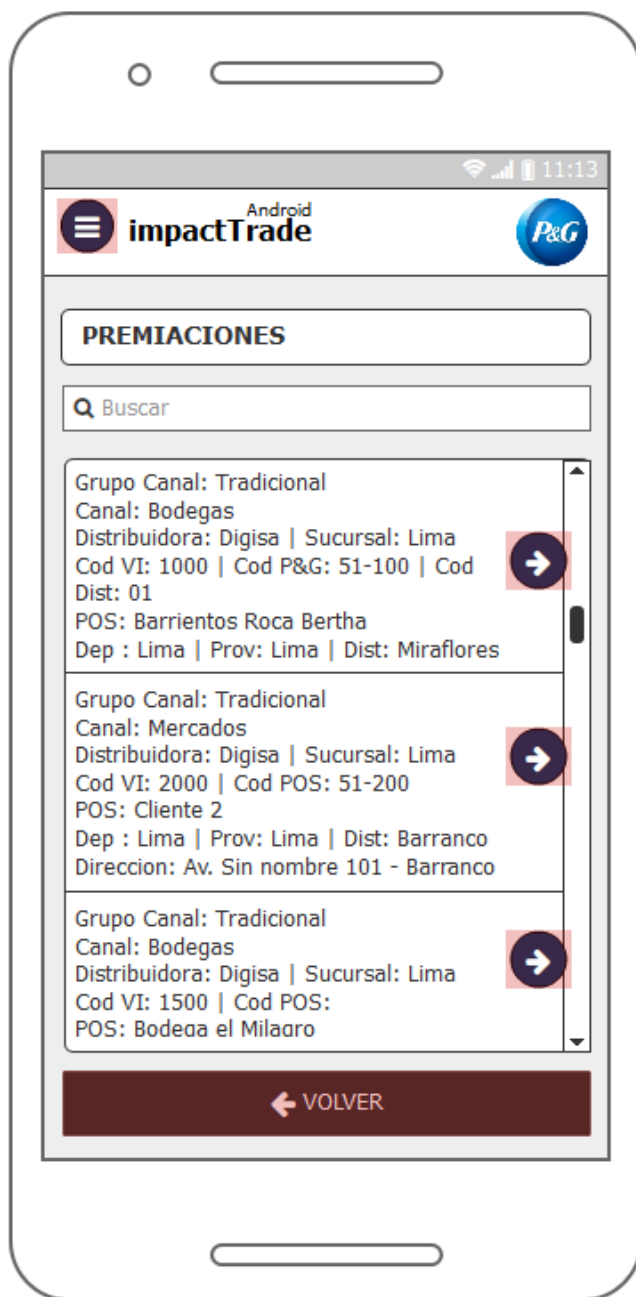 11:13
Android
impactTrade
P&G
PREMIACIONES
Buscar
Grupo Canal: Tradicional
Canal: Bodegas
Distribuidora: Digisa | Sucursal: Lima
Cod VI: 1000 | Cod P&G: 51-100 | Cod
Dist: 01
POS: Barrientos Roca Bertha
Dep : Lima | Prov: Lima | Dist: Miraflores
Grupo Canal: Tradicional
Canal: Mercados
Distribuidora: Digisa | Sucursal: Lima
Cod VI: 2000 | Cod POS: 51-200
POS: Cliente 2
Dep : Lima | Prov: Lima | Dist: Barranco
Direccion: Av. Sin nombre 101 - Barranco
Grupo Canal: Tradicional
Canal: Bodegas
Distribuidora: Digisa | Sucursal: Lima
Cod VI: 1500 | Cod POS:
POS: Bodega el Milagro
VOLVER